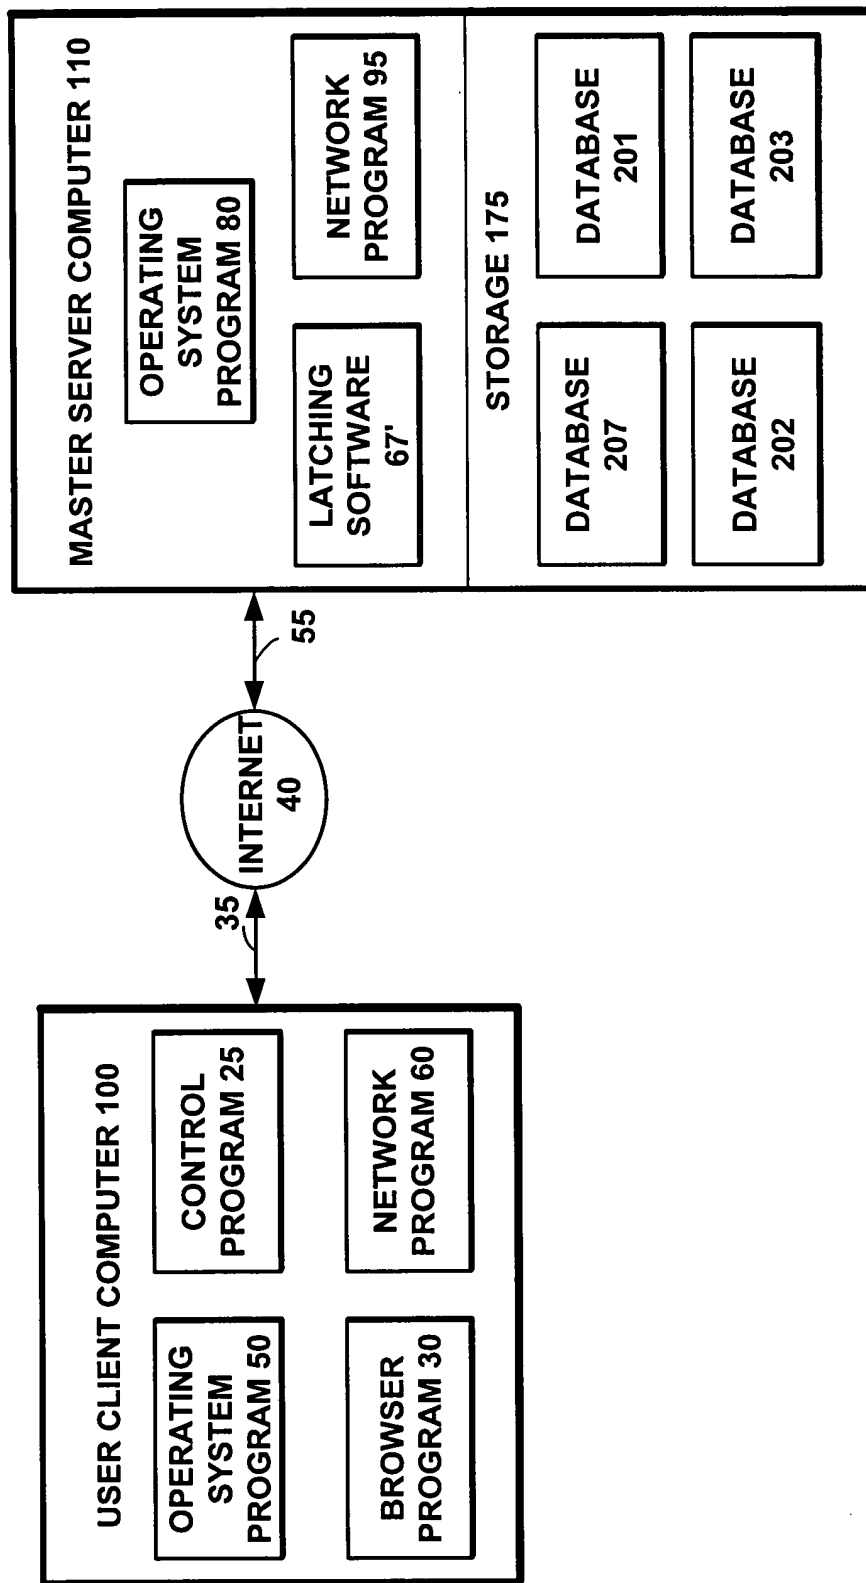 USER CLIENT COMPUTER 100
OPERATING
SYSTEM
PROGRAM 50
CONTROL
PROGRAM 25
BROWSER
PROGRAM 30
NETWORK
PROGRAM 60
35
INTERNET
40
55
MASTER SERVER COMPUTER 110
OPERATING
SYSTEM
PROGRAM 80
LATCHING
SOFTWARE
67'
NETWORK
PROGRAM 95
STORAGE 175
DATABASE
207
DATABASE
201
DATABASE
202
DATABASE
203